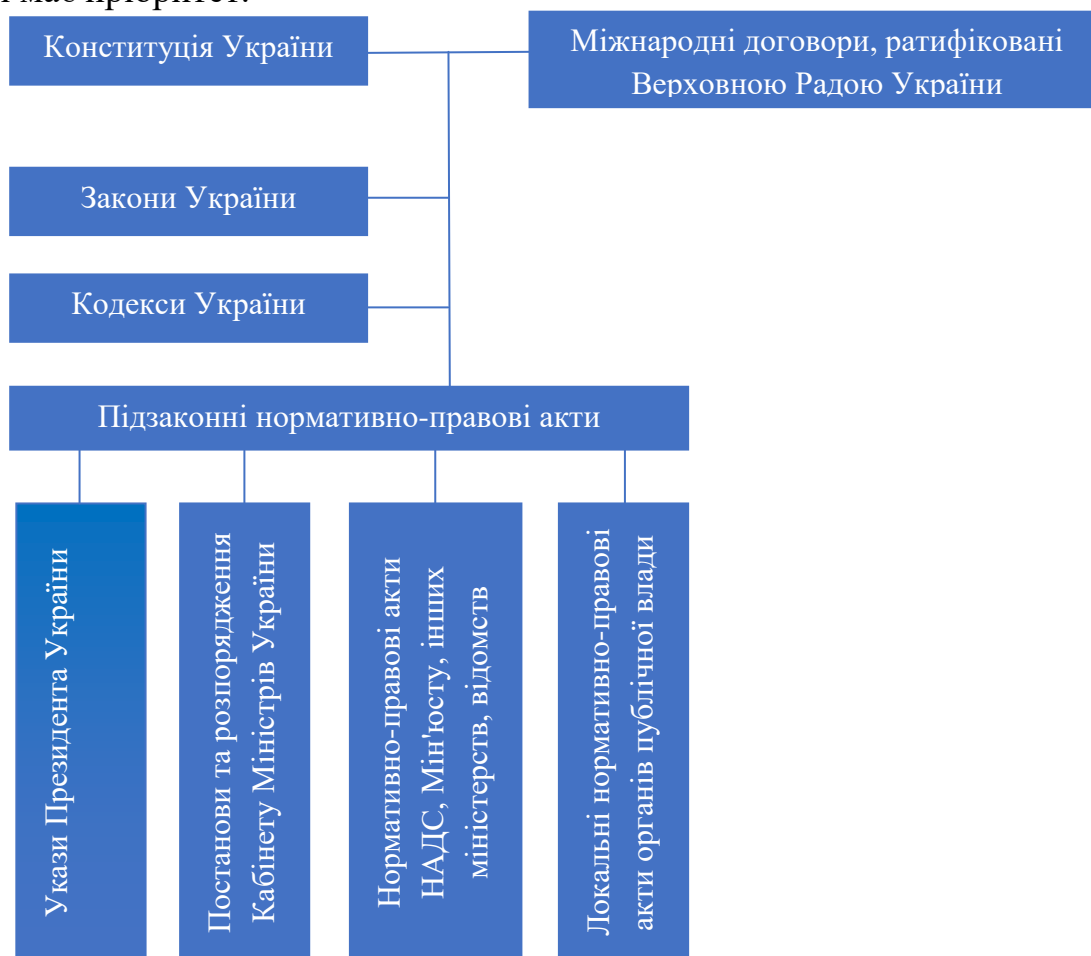 має пріоритет.
Конституція України
Міжнародні договори, ратифіковані
Верховною Радою України
Закони України
Кодекси України
Підзаконні нормативно-правові акти
Укази Президента України
Постанови та розпорядження
Кабінету Міністрів України
Нормативно-правові акти
НАДС, Мін'юсту, інших
міністерств, відомств
Локальні нормативно-правові
акти органів публічної влади